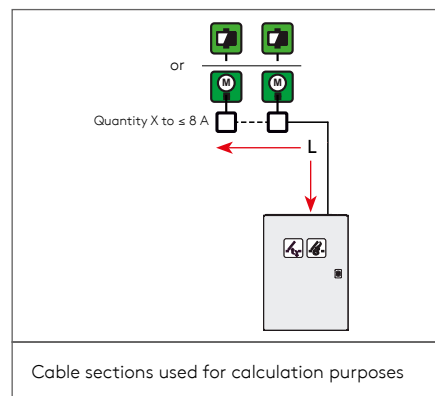 or
M M
Quantity X to ≤ 8 A
L
Cable sections used for calculation purposes